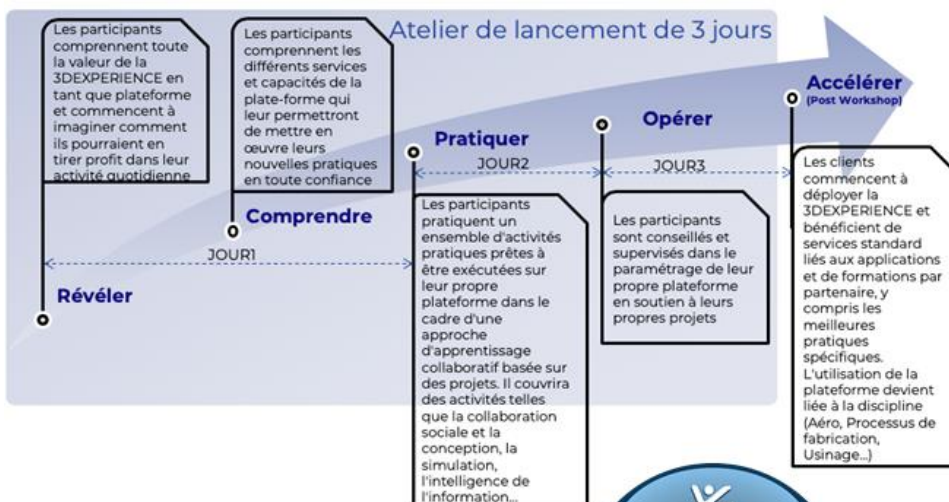 Atelier de lancement de 3 jours
Les participants
comprennent toute
la valeur de la
3DEXPERIENCE en
tant que plateforme
et commencent à
imaginer comment
ils pourraient en
tirer profit dans leur
activité quotidienne
Révéler
JOUR1
Les participants
comprennent les
différents services
et capacités de la
plate-forme qui
leur permettront
de mettre en
œuvre leurs
nouvelles pratiques
en toute confiance
Comprendre
Pratiquer
JOUR2
Les participants
pratiquent un
ensemble d'activités
pratiques prêtes à
être exécutées sur
leur propre
plateforme dans le
cadre d'une
approche
d'apprentissage
collaboratif basée sur
des projets. Il couvrira
des activités telles
que la collaboration
sociale et la
conception, la
simulation,
l'intelligence de
l'information...
Opérer
JOUR3
Les participants
sont conseillés et
supervisés dans le
paramétrage de leur
propre plateforme
en soutien à leurs
propres projets
Accélérer
(Post Workshop)
Les clients
commencent à
déployer la
3DEXPERIENCE et
bénéficient de
services standard
liés aux applications
et de formations par
partenaire, y
compris les
meilleures
pratiques
spécifiques.
L'utilisation de la
plateforme devient
liée à la discipline
(Aéro, Processus de
fabrication,
Usinage...)